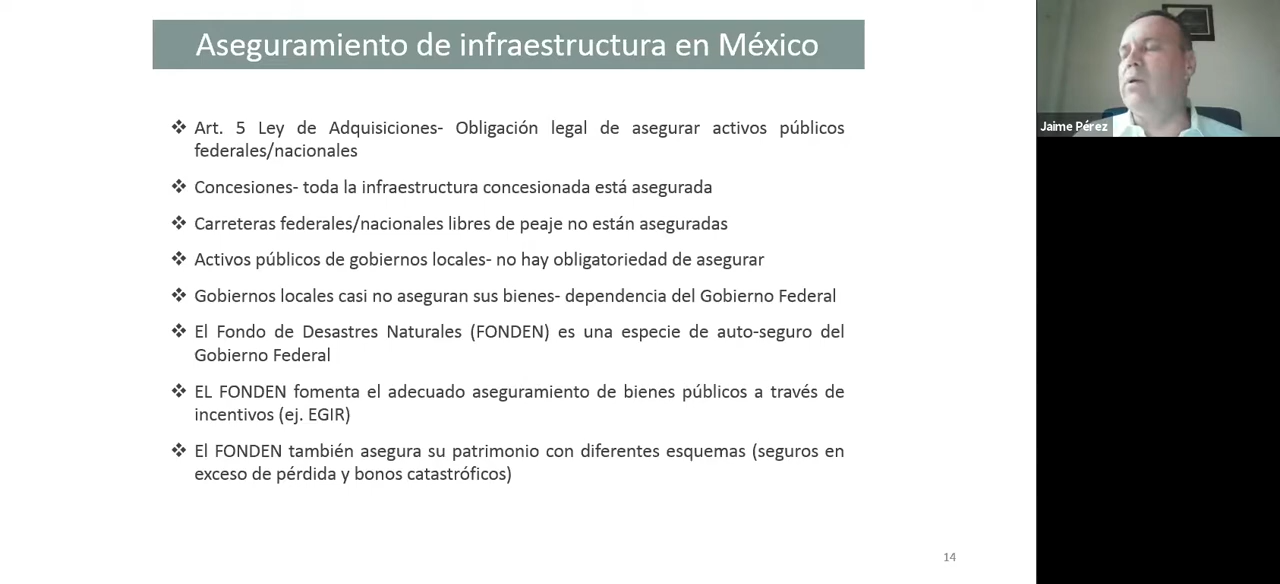 Aseguramiento de infraestructura en México
❖ Art. 5 Ley de Adquisiciones- Obligación legal de asegurar activos públicos
federales/nacionales
❖ Concesiones- toda la infraestructura concesionada está asegurada
❖ Carreteras federales/nacionales libres de peaje no están aseguradas
❖ Activos públicos de gobiernos locales- no hay obligatoriedad de asegurar
❖ Gobiernos locales casi no aseguran sus bienes- dependencia del Gobierno Federal
❖ El Fondo de Desastres Naturales (FONDEN) es una especie de auto-seguro del
Gobierno Federal
❖ EL FONDEN fomenta el adecuado aseguramiento de bienes públicos a través de
incentivos (ej. EGIR)
❖ El FONDEN también asegura su patrimonio con diferentes esquemas (seguros en
exceso de pérdida y bonos catastróficos)
14
Jaime Pérez